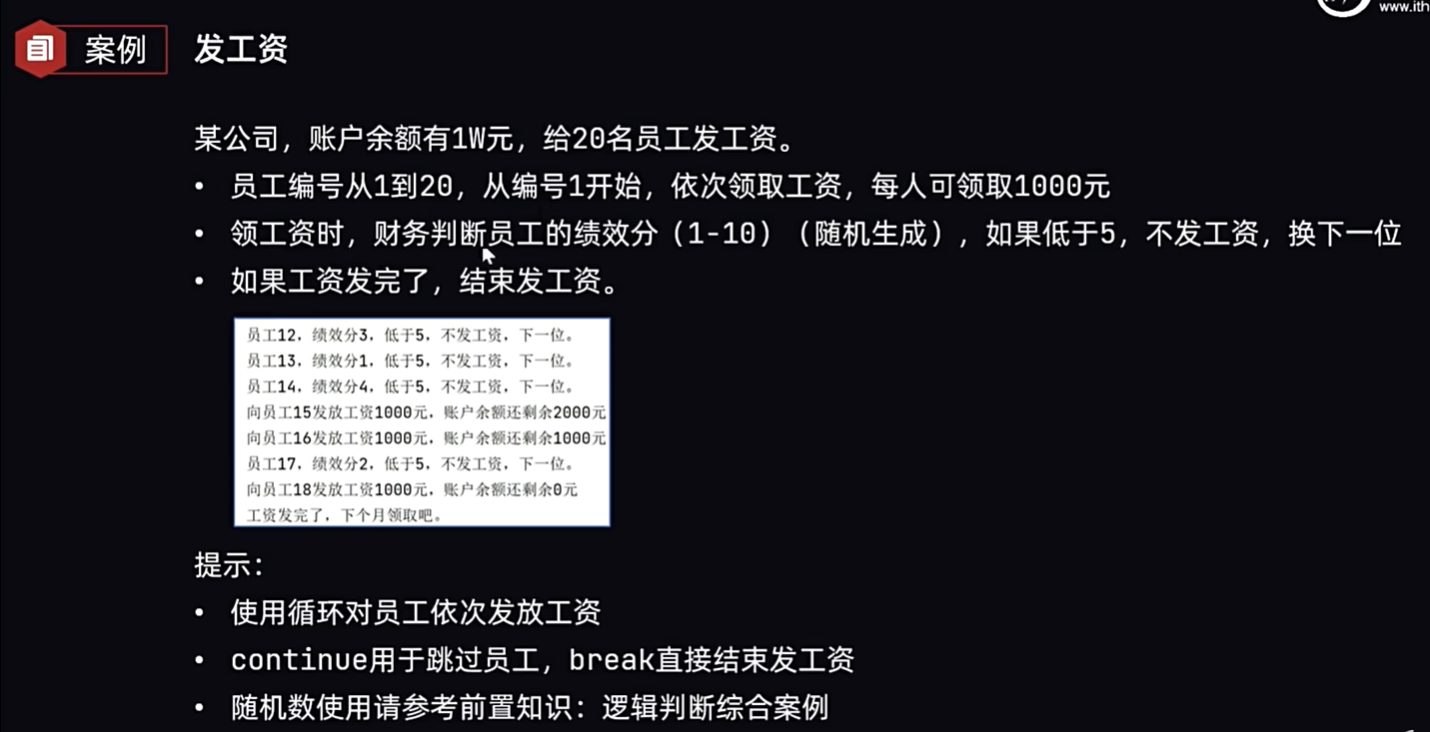 www.ith
案例
发工资
某公司，账户余额有1W元，给20名员工发工资。
• 员工编号从1到20，从编号1开始，依次领取工资，每人可领取1000元
• 领工资时，财务判断员工的绩效分（1-10）（随机生成），如果低于5，不发工资，换下一位
• 如果工资发完了，结束发工资。
员工12，绩效分3，低于5，不发工资，下一位。
员工13，绩效分1，低于5，不发工资，下一位。
员工14，绩效分4，低于5，不发工资，下一位。
向员工15发放工资1000元，账户余额还剩余2000元
向员工16发放工资1000元，账户余额还剩余1000元
员工17，绩效分2，低于5，不发工资，下一位。
向员工18发放工资1000元，账户余额还剩余0元
工资发完了，下个月领取吧。
提示：
• 使用循环对员工依次发放工资
• continue用于跳过员工，break直接结束发工资
• 随机数使用请参考前置知识：逻辑判断综合案例